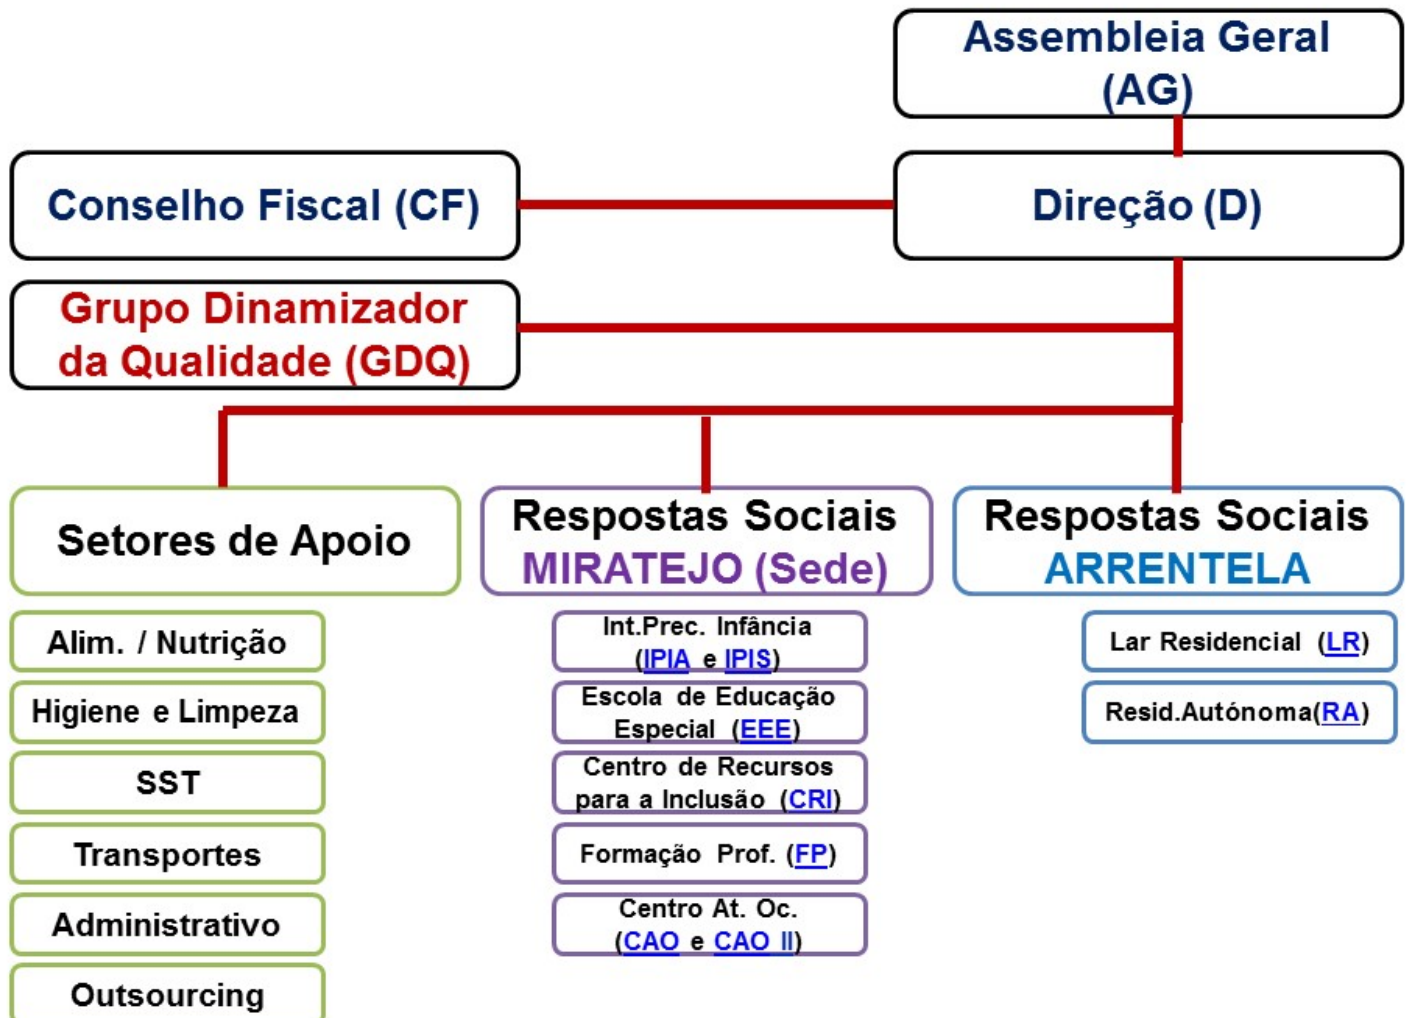 Assembleia Geral
(AG)
Conselho Fiscal (CF)
Direção (D)
Grupo Dinamizador
da Qualidade (GDQ)
Setores de Apoio
Respostas Sociais
MIRATEJO (Sede)
Respostas Sociais
ARRENTELA
Alim. / Nutrição
Higiene e Limpeza
SST
Transportes
Administrativo
Outsourcing
Int.Prec. Infância
(IPIA e IPIS)
Escola de Educação
Especial (EEE)
Centro de Recursos
para a Inclusão (CRI)
Formação Prof. (FP)
Centro At. Oc.
(CAO e CAO II)
Lar Residencial (LR)
Resid.Autónoma(RA)